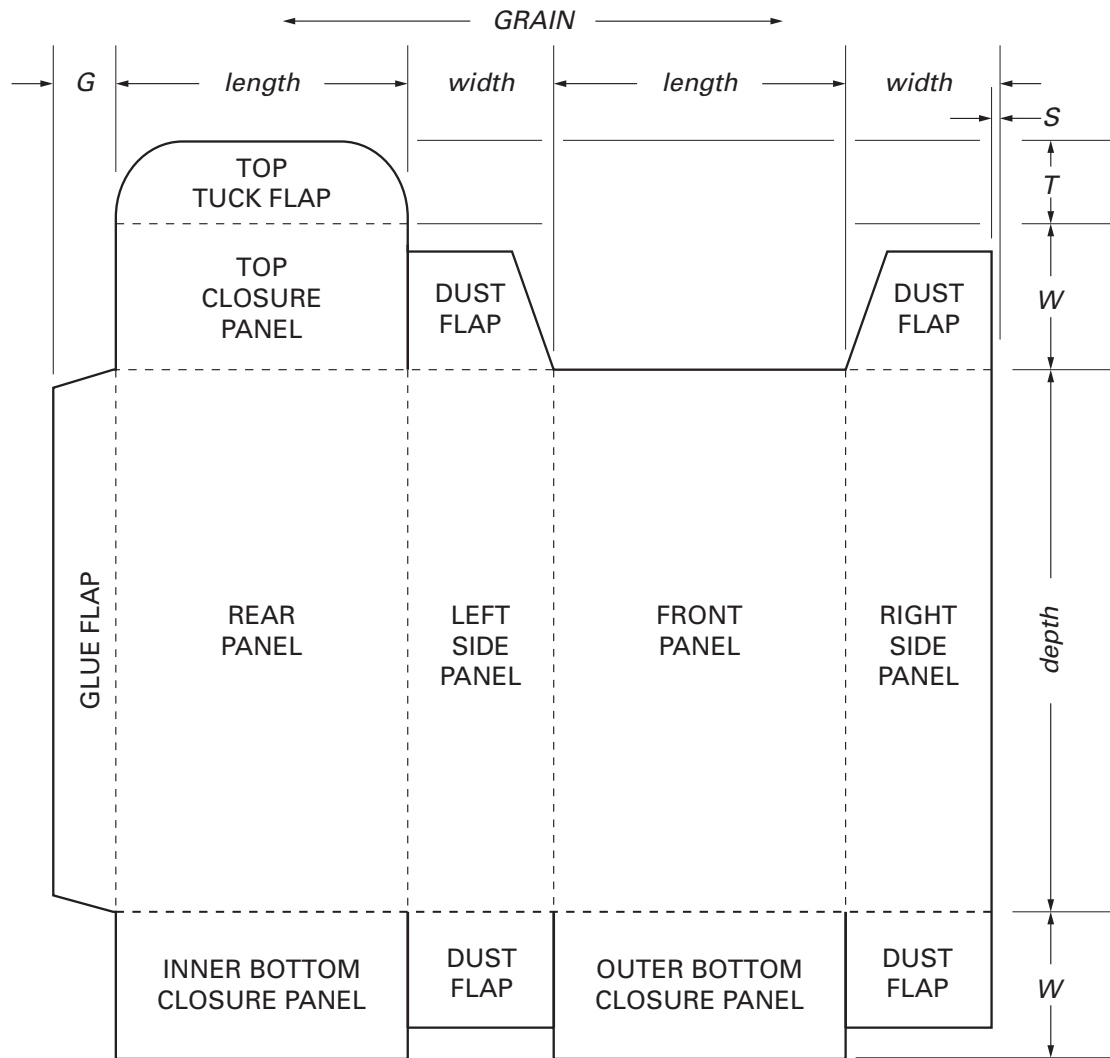 GRAIN
G
length
width
length
width
S
TOP
TUCK FLAP
T
TOP
CLOSURE
PANEL
DUST
FLAP
DUST
FLAP
W
GLUE FLAP
REAR
PANEL
LEFT
SIDE
PANEL
FRONT
PANEL
RIGHT
SIDE
PANEL
depth
INNER BOTTOM
CLOSURE PANEL
DUST
FLAP
OUTER BOTTOM
CLOSURE PANEL
DUST
FLAP
W